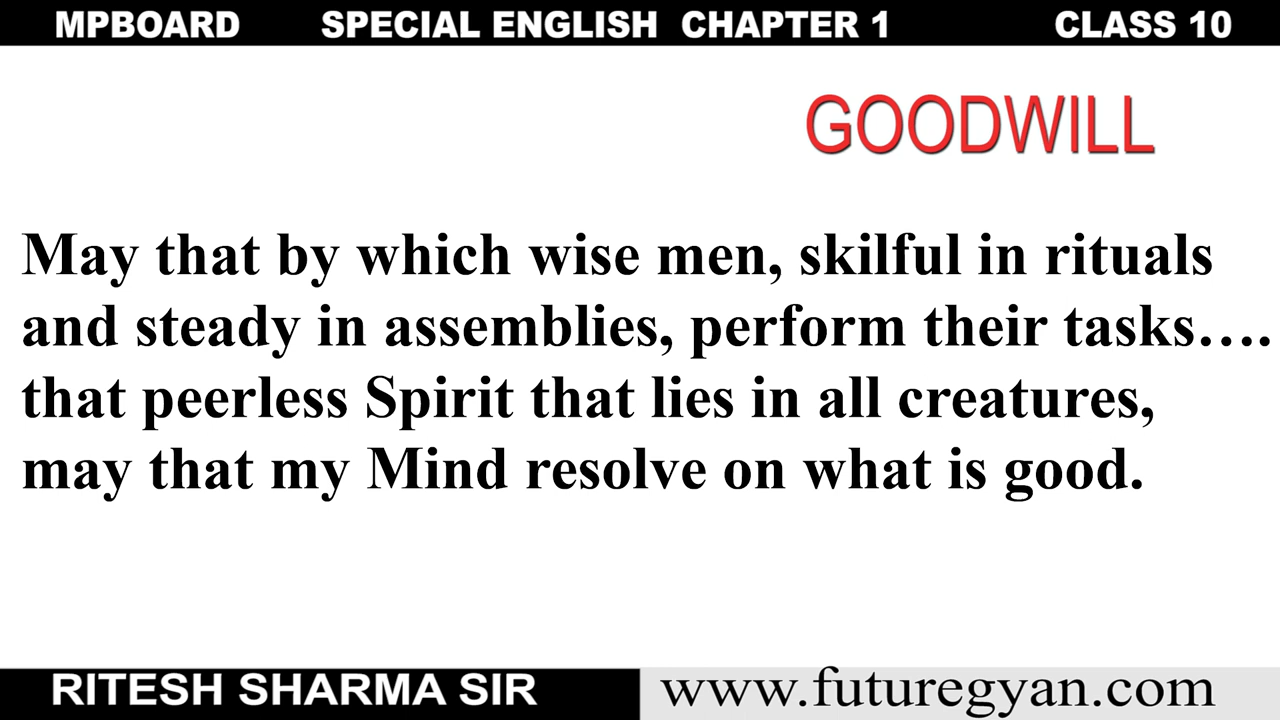 MPBOARD SPECIAL ENGLISH CHAPTER 1 CLASS 10
GOODWILL
May that by which wise men, skilful in rituals
and steady in assemblies, perform their tasks....
that peerless Spirit that lies in all creatures,
may that my Mind resolve on what is good.
RITESH SHARMA SIR www.futuregyan.com